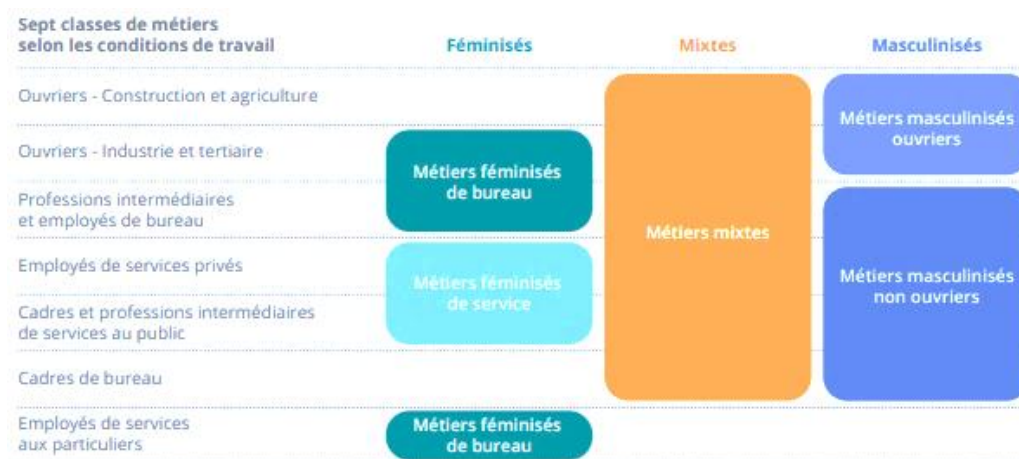 Sept classes de métiers
selon les conditions de travail
Féminisés
Mixtes
Masculinisés
Ouvriers - Construction et agriculture
Métiers masculinisés
ouvriers
Ouvriers - Industrie et tertiaire
Métiers féminisés
de bureau
Professions intermédiaires
et employés de bureau
Métiers mixtes
Employés de services privés
Métiers féminisés
de service
Métiers masculinisés
non ouvriers
Cadres et professions intermédiaires
de services au public
Cadres de bureau
Employés de services
aux particuliers
Métiers féminisés
de bureau